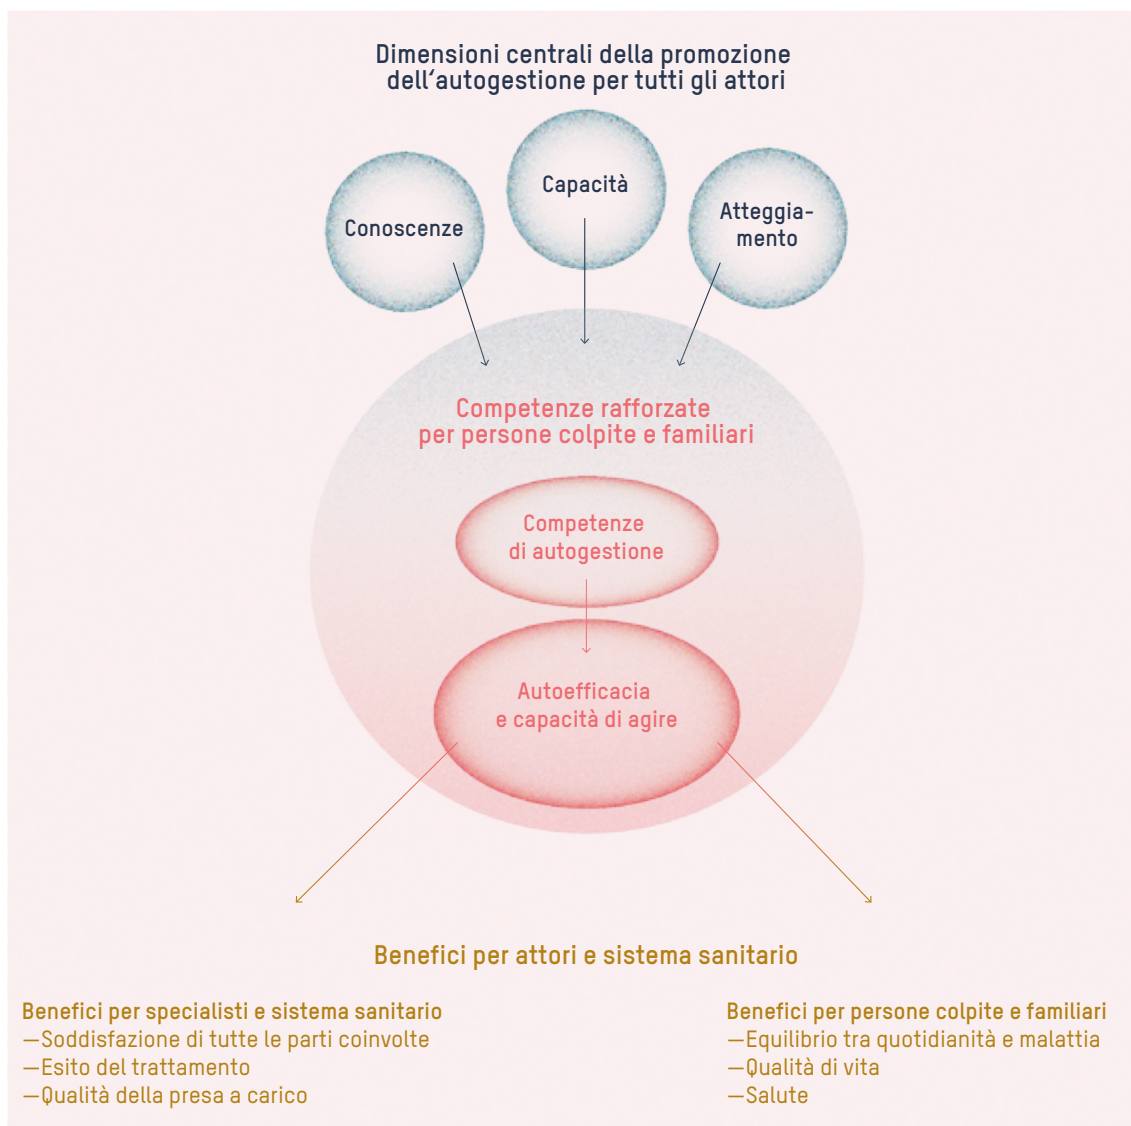 Dimensioni centrali della promozione
dell‘autogestione per tutti gli attori
Capacità
Conoscenze
Atteggia-
mento
Competenze rafforzate
per persone colpite e familiari
Competenze
di autogestione
Autoefficacia
e capacità di agire
Benefici per attori e sistema sanitario
Benefici per specialisti e sistema sanitario
—Soddisfazione di tutte le parti coinvolte
—Esito del trattamento
—Qualità della presa a carico
Benefici per persone colpite e familiari
—Equilibrio tra quotidianità e malattia
—Qualità di vita
—Salute